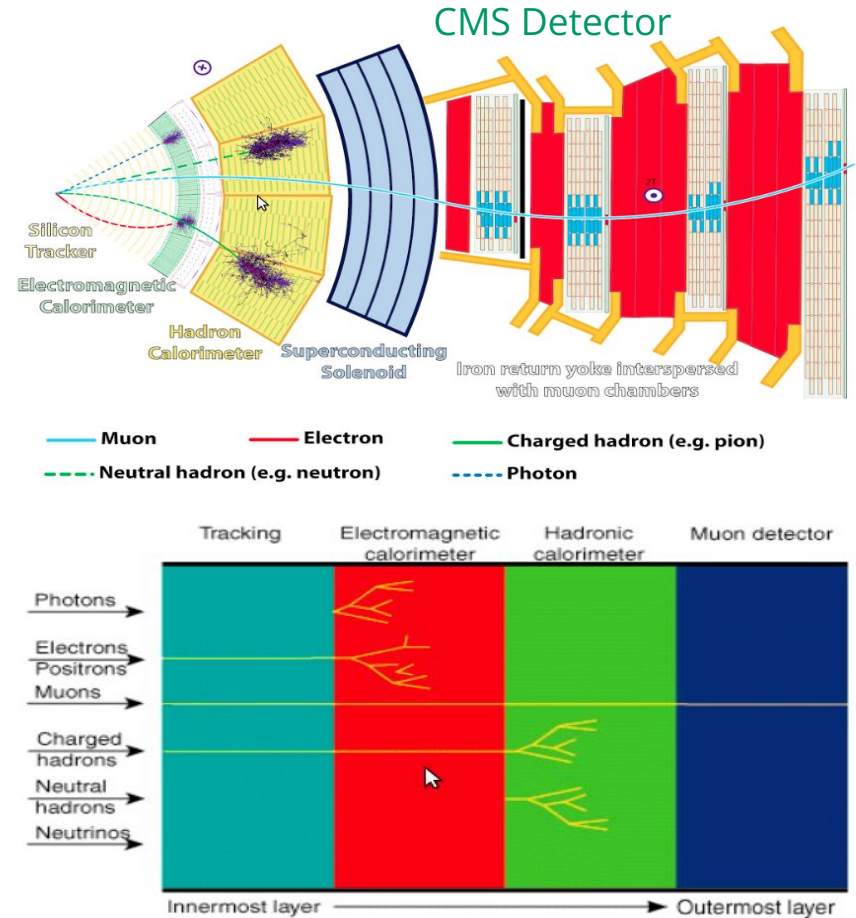 CMS Detector
2T
Silicon
Tracker
Electromagnetic
Calorimeter
Hadron
Calorimeter
Superconducting
Solenoid
Iron return yoke interspersed
with muon chambers
Muon
Electron
Charged hadron (e.g. pion)
Neutral hadron (e.g. neutron)
Photon
Tracking
Electromagnetic
calorimeter
Hadronic
calorimeter
Muon detector
Photons
Electrons
Positrons
Muons
Charged
hadrons
Neutral
hadrons
Neutrinos
Innermost layer
Outermost layer